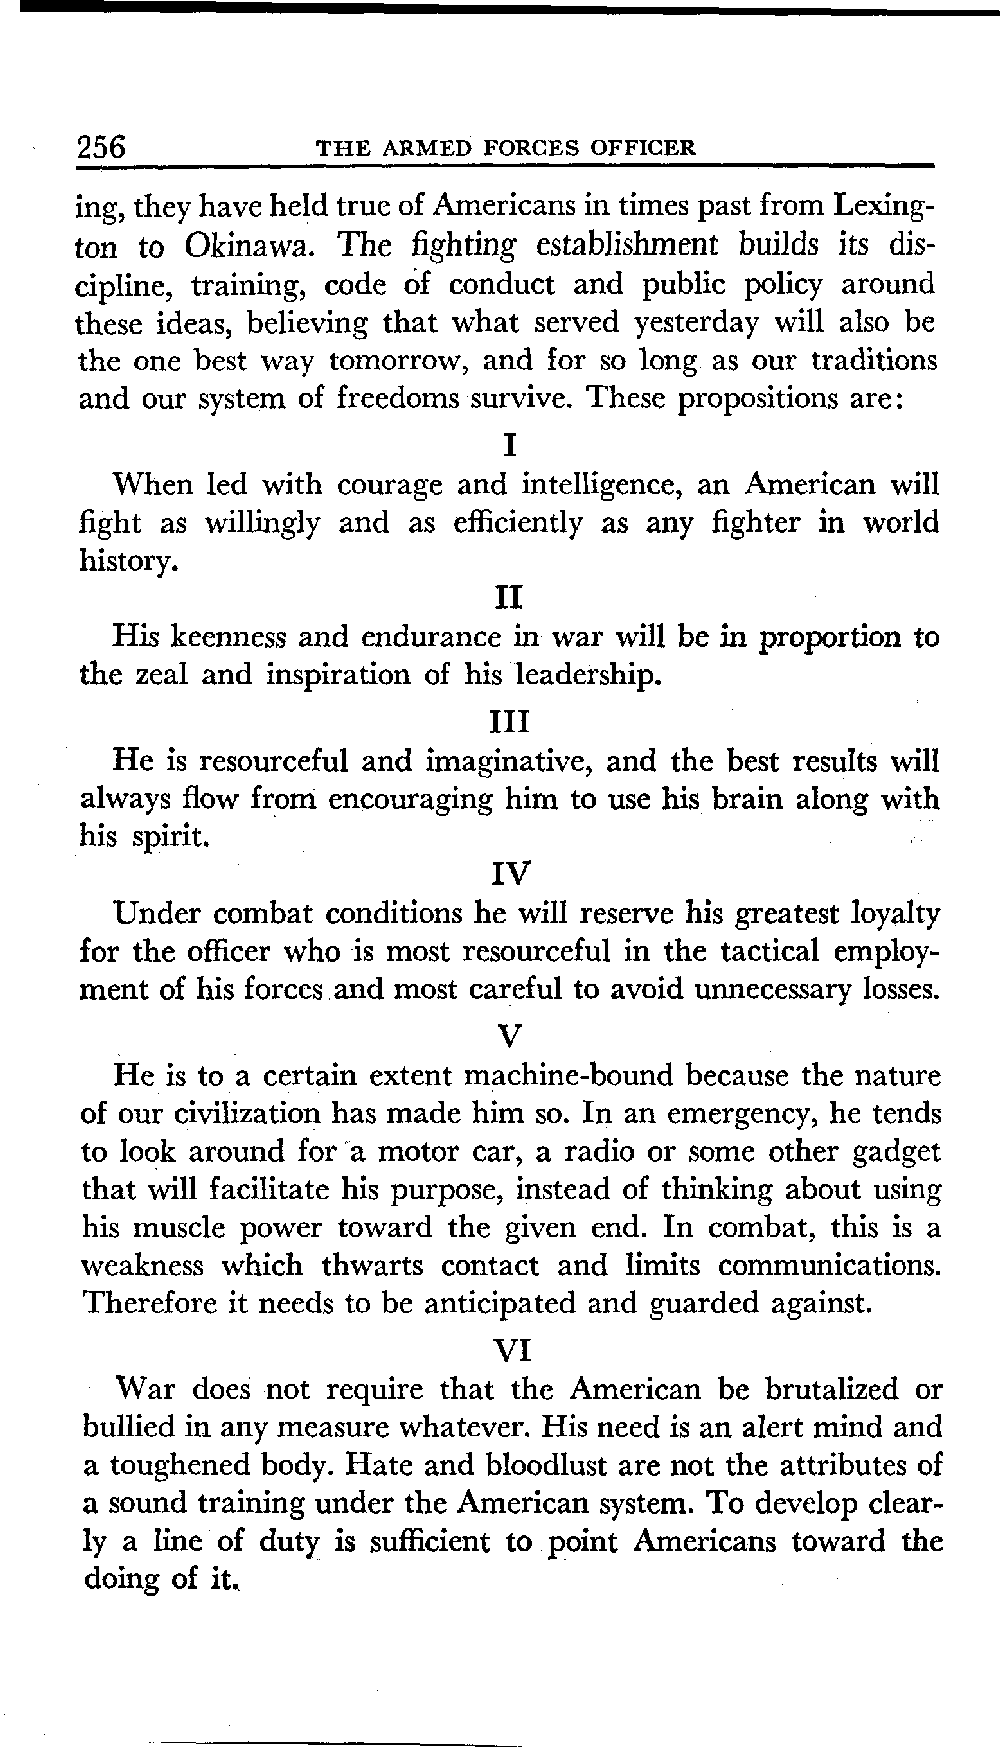 256 THE ARMED FORCES OFFICER
ing, they have held true of Americans in times past from Lexing-
ton to Okinawa. The fighting establishment builds its dis-
cipline, training, code of conduct and public policy around
these ideas, believing that what served yesterday will also be
the one best way tomorrow, and for so long as our traditions
and our system of freedoms survive. These propositions are:
I
When led with courage and intelligence, an American will
fight as willingly and as efficiently as any fighter in world
history.
II
His keenness and endurance in war will be in proportion to
the zeal and inspiration of his leadership.
III
He is resourceful and imaginative, and the best results will
always flow from encouraging him to use his brain along with
his spirit.
IV
Under combat conditions he will reserve his greatest loyalty
for the officer who is most resourceful in the tactical employ-
ment of his forces and most careful to avoid unnecessary losses.
V
He is to a certain extent machine-bound because the nature
of our civilization has made him so. In an emergency, he tends
to look around for a motor car, a radio or some other gadget
that will facilitate his purpose, instead of thinking about using
his muscle power toward the given end. In combat, this is a
weakness which thwarts contact and limits communications.
Therefore it needs to be anticipated and guarded against.
VI
War does not require that the American be brutalized or
bullied in any measure whatever. His need is an alert mind and
a toughened body. Hate and bloodlust are not the attributes of
a sound training under the American system. To develop clear-
ly a line of duty is sufficient to point Americans toward the
doing of it.